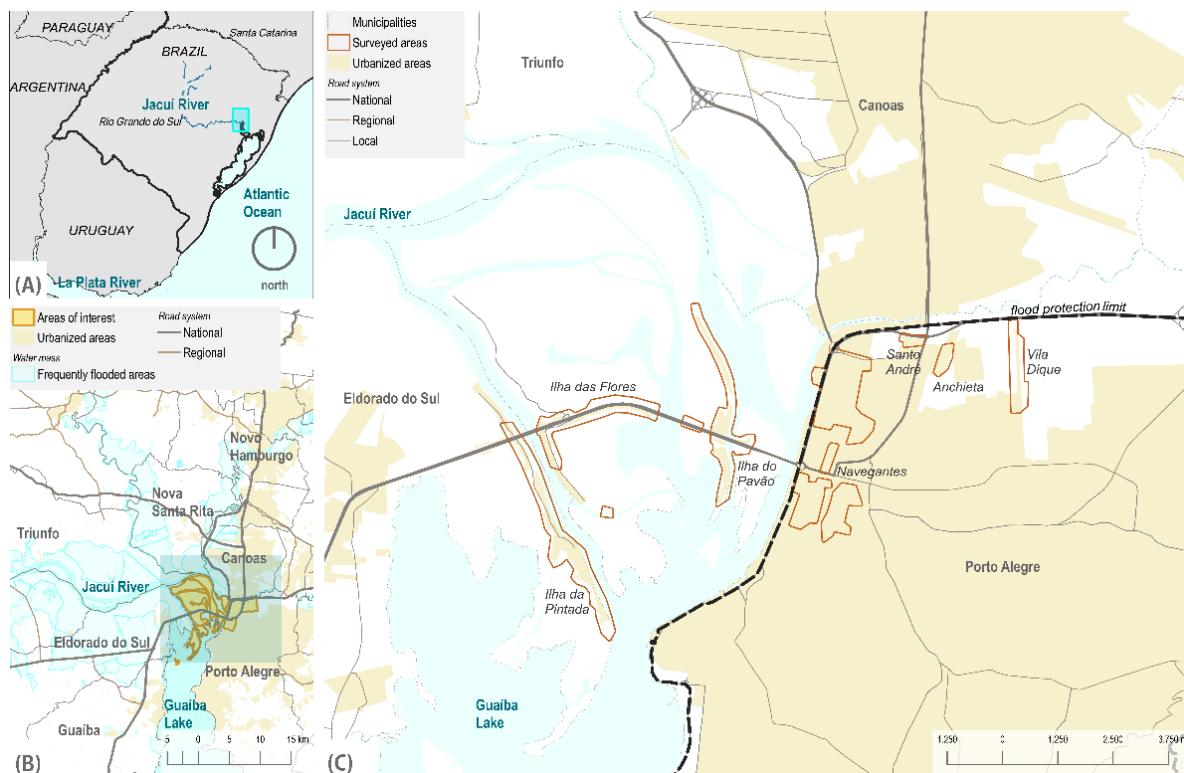 PARAGUAY
Santa Catarina
BRAZIL
ARGENTINA
Jacuí River
Rio Grande do Sul
Atlantic
Ocean
URUGUAY
La Plata River
north
(A)
Areas of interest
Urbanized areas
Water mass
Frequently flooded areas
Road system
National
Regional
Novo
Hamburgo
Nova
Santa Rita
Triunfo
Canoas
Jacuí River
Eldorado do Sul
Porto Alegre
Guaíba
Lake
Guaíba
5 0 5 10 15 km
(B)
Municipalities
Surveyed areas
Urbanized areas
Road system
National
Regional
Local
Triunfo
Canoas
Jacuí River
flood protection limit
Santo
André
Anchieta
Vila
Dique
Ilha das Flores
Eldorado do Sul
Ilha do
Pavão
Navegantes
Porto Alegre
Ilha da
Pintada
Guaíba
Lake
1.250 0 1.250 2.500 3.750
(C)